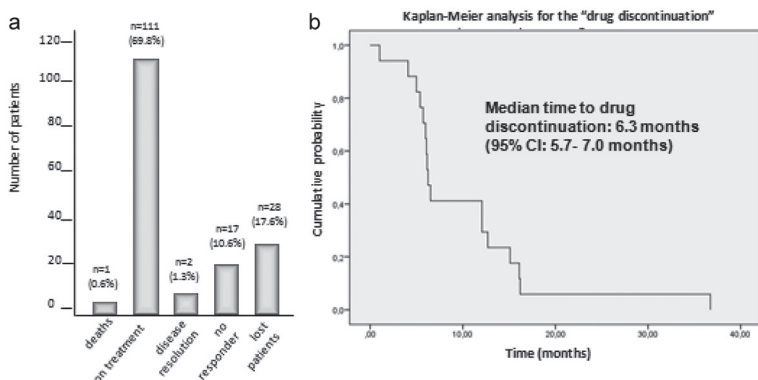 a
Number of patients
120
100
80
60
40
20
0
n=1
(0.6%)
n=111
(69.8%)
n=2
(1.3%)
n=17
(10.6%)
n=28
(17.6%)
deaths
on treatment
disease
resolution
no
responder
lost
patients
b
Kaplan-Meier analysis for the “drug discontinuation”
Cumulative probability
1,0
0,8
0,6
0,4
0,2
0,0
Median time to drug
discontinuation: 6.3 months
(95% CI: 5.7- 7.0 months)
,00
10,00
20,00
30,00
40,00
Time (months)